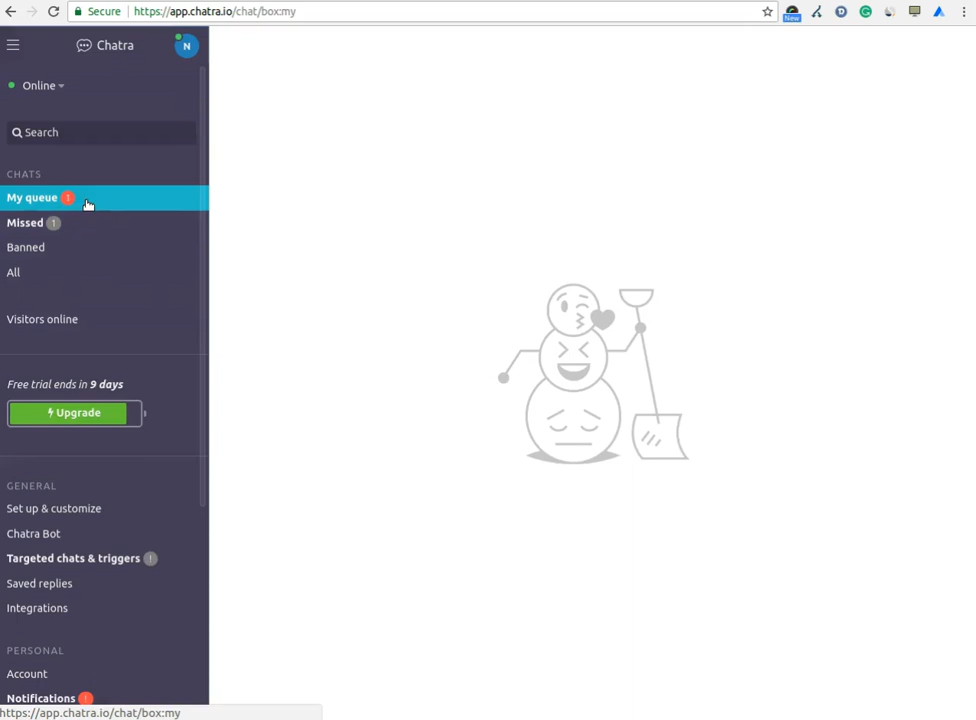 Secure https://app.chatra.io/chat/box:my
New
Chatra N
Online
Search
CHATS
My queue 1
Missed 1
Banned
All
Visitors online
Free trial ends in 9 days
Upgrade
GENERAL
Set up & customize
Chatra Bot
Targeted chats & triggers !
Saved replies
Integrations
PERSONAL
Account
Notifications !
https://app.chatra.io/chat/box:my